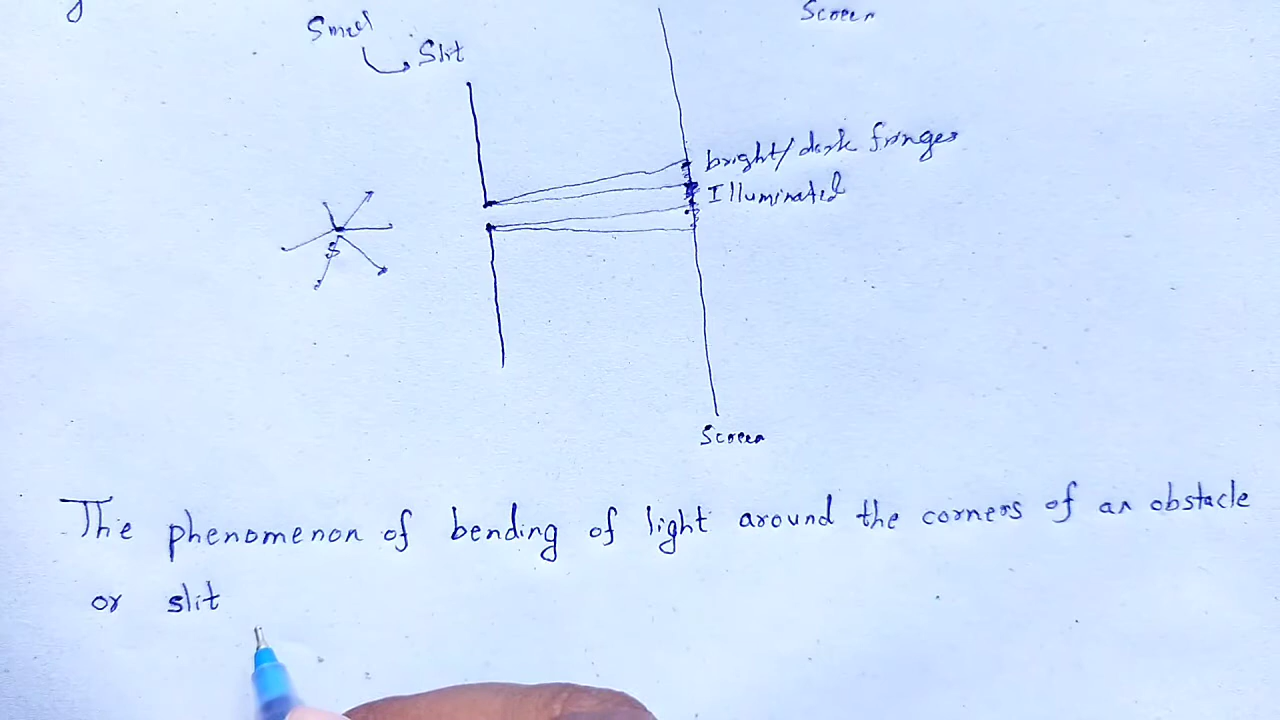 Small
Screen
Slit
bright/dark fringes
Illuminated
S
Screen
The phenomenon of bending of light around the corners of an obstacle
or slit